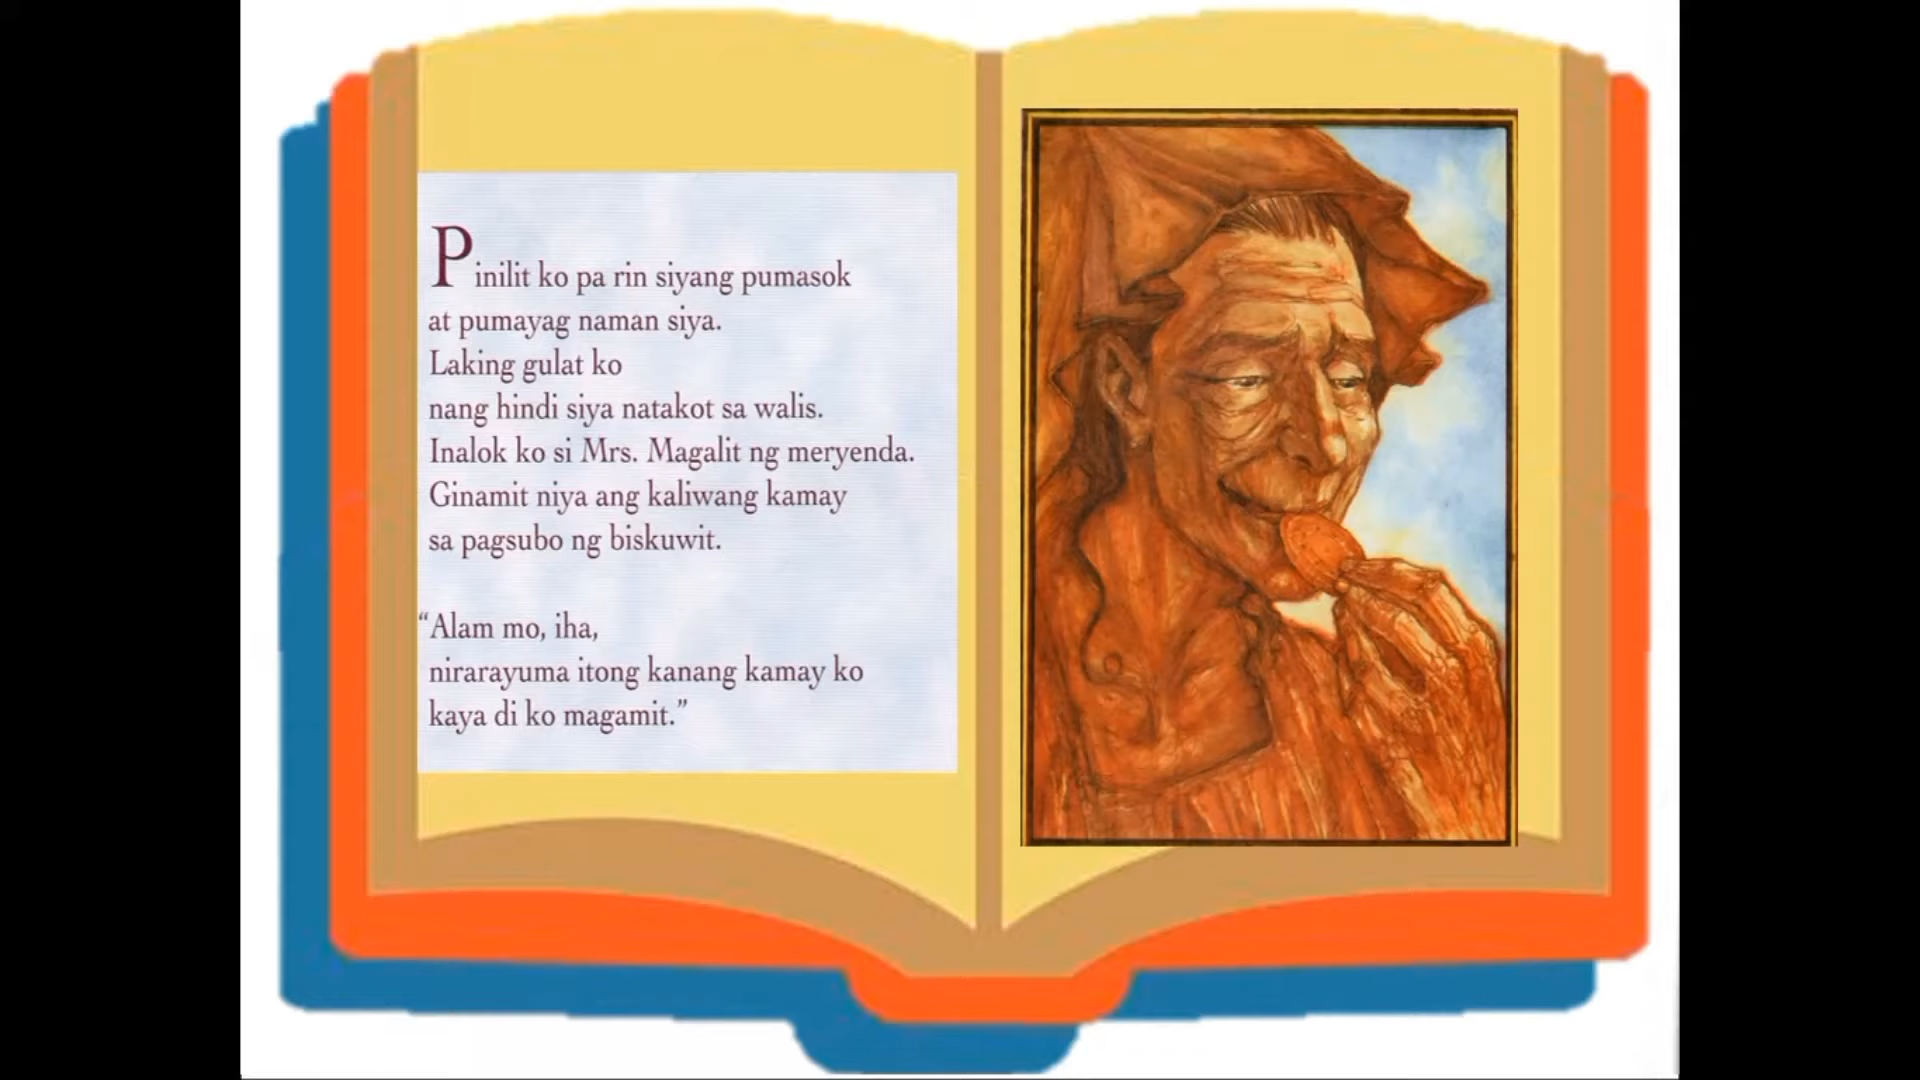 Pinilit ko pa rin siyang pumasok
at pumayag naman siya.
Laking gulat ko
nang hindi siya natakot sa walis.
Inalok ko si Mrs. Magalit ng meryenda.
Ginamit niya ang kaliwang kamay
sa pagsubo ng biskuwit.
“Alam mo, iha,
nirarayuma itong kanang kamay ko
kaya di ko magamit.”